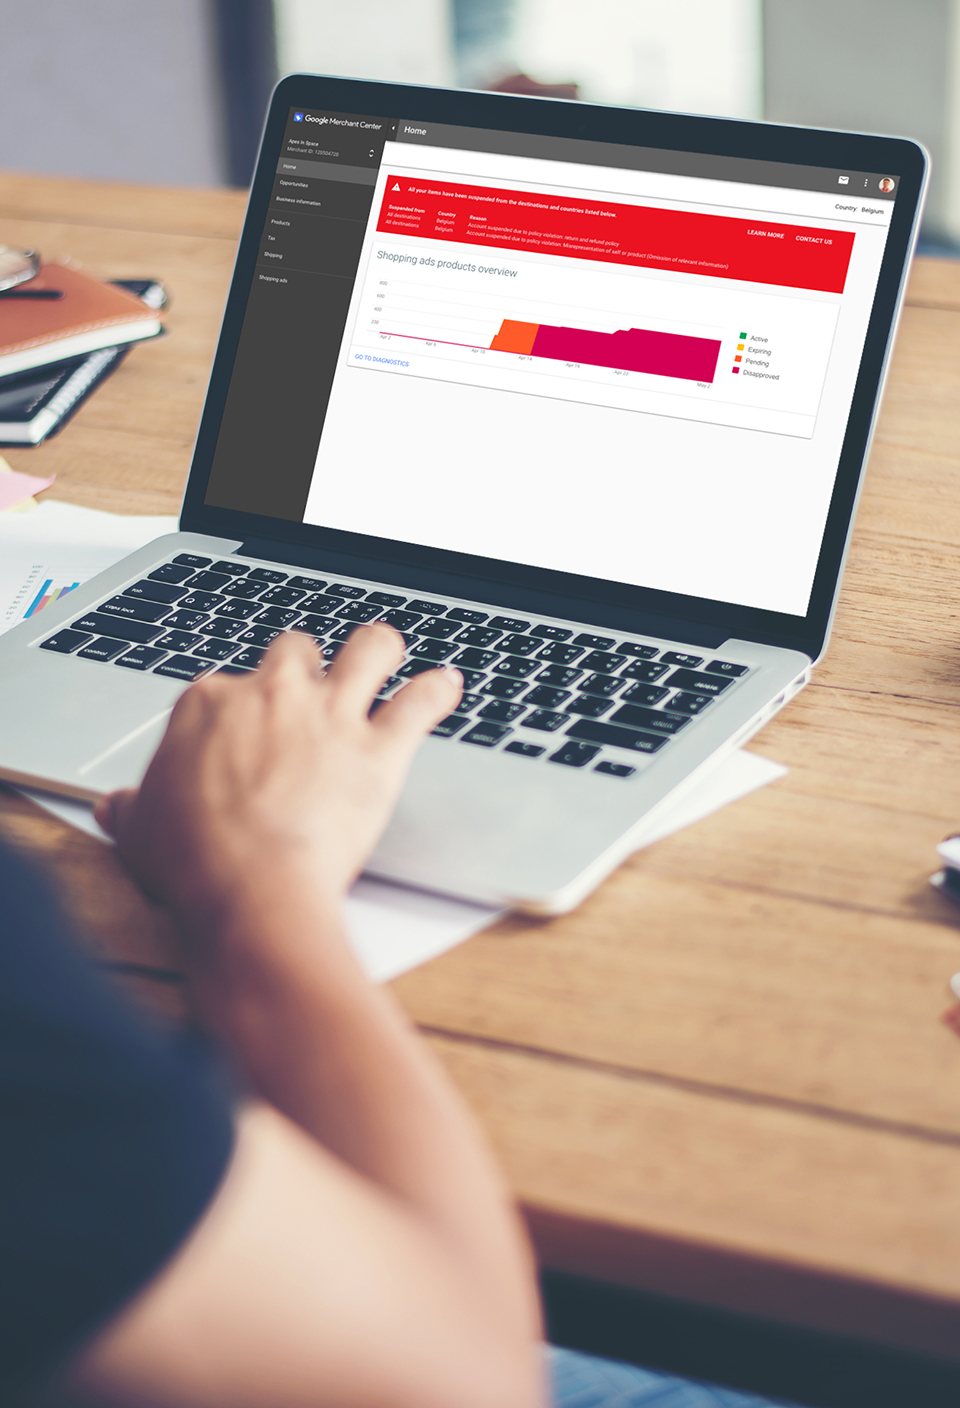 Google Merchant Center
Home
Apes In Space
Merchant ID: 120504720
Home
Opportunities
Business information
Products
Tax
Shopping
Shopping ads
Country: Belgium
All your items have been suspended from the destinations and countries listed below.
LEARN MORE CONTACT US
Suspended from Country Reason
All destinations Belgium Account suspended due to policy violation: return and refund policy
All destinations Belgium Account suspended due to policy violation: Misrepresentation of self or product (Omission of relevant information)
Shopping ads products overview
800
600
400
200
Apr 2 Apr 6 Apr 10 Apr 14 Apr 19 Apr 23 May 2
Active
Expiring
Pending
Disapproved
GO TO DIAGNOSTICS
tab
caps lock
shift
fn control option command
delete